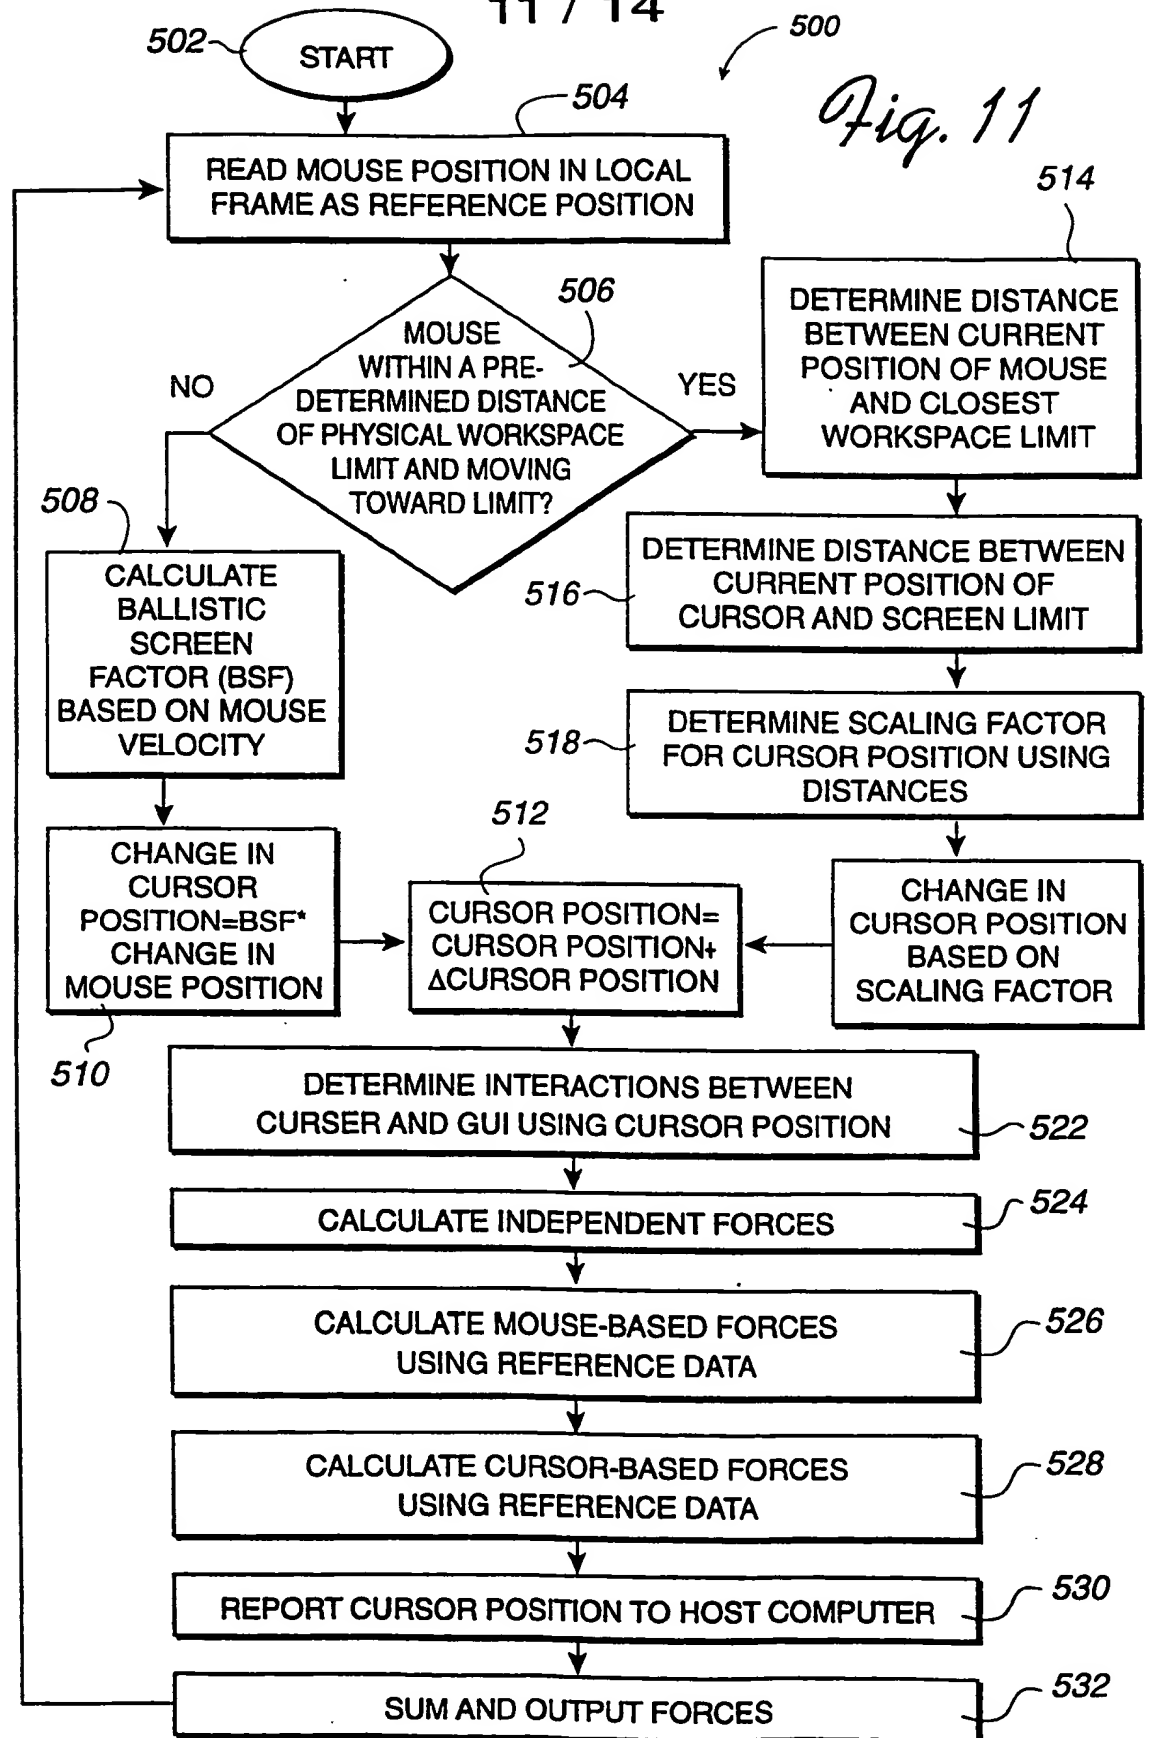 11 / 14
500
Fig. 11
502
START
504
READ MOUSE POSITION IN LOCAL
FRAME AS REFERENCE POSITION
506
MOUSE
WITHIN A PRE-
DETERMINED DISTANCE
OF PHYSICAL WORKSPACE
LIMIT AND MOVING
TOWARD LIMIT?
NO
YES
514
DETERMINE DISTANCE
BETWEEN CURRENT
POSITION OF MOUSE
AND CLOSEST
WORKSPACE LIMIT
508
CALCULATE
BALLISTIC
SCREEN
FACTOR (BSF)
BASED ON MOUSE
VELOCITY
516
DETERMINE DISTANCE BETWEEN
CURRENT POSITION OF
CURSOR AND SCREEN LIMIT
518
DETERMINE SCALING FACTOR
FOR CURSOR POSITION USING
DISTANCES
510
CHANGE IN
CURSOR
POSITION=BSF*
CHANGE IN
MOUSE POSITION
512
CURSOR POSITION=
CURSOR POSITION+
ΔCURSOR POSITION
CHANGE IN
CURSOR POSITION
BASED ON
SCALING FACTOR
DETERMINE INTERACTIONS BETWEEN
CURSER AND GUI USING CURSOR POSITION
522
CALCULATE INDEPENDENT FORCES
524
CALCULATE MOUSE-BASED FORCES
USING REFERENCE DATA
526
CALCULATE CURSOR-BASED FORCES
USING REFERENCE DATA
528
REPORT CURSOR POSITION TO HOST COMPUTER
530
SUM AND OUTPUT FORCES
532